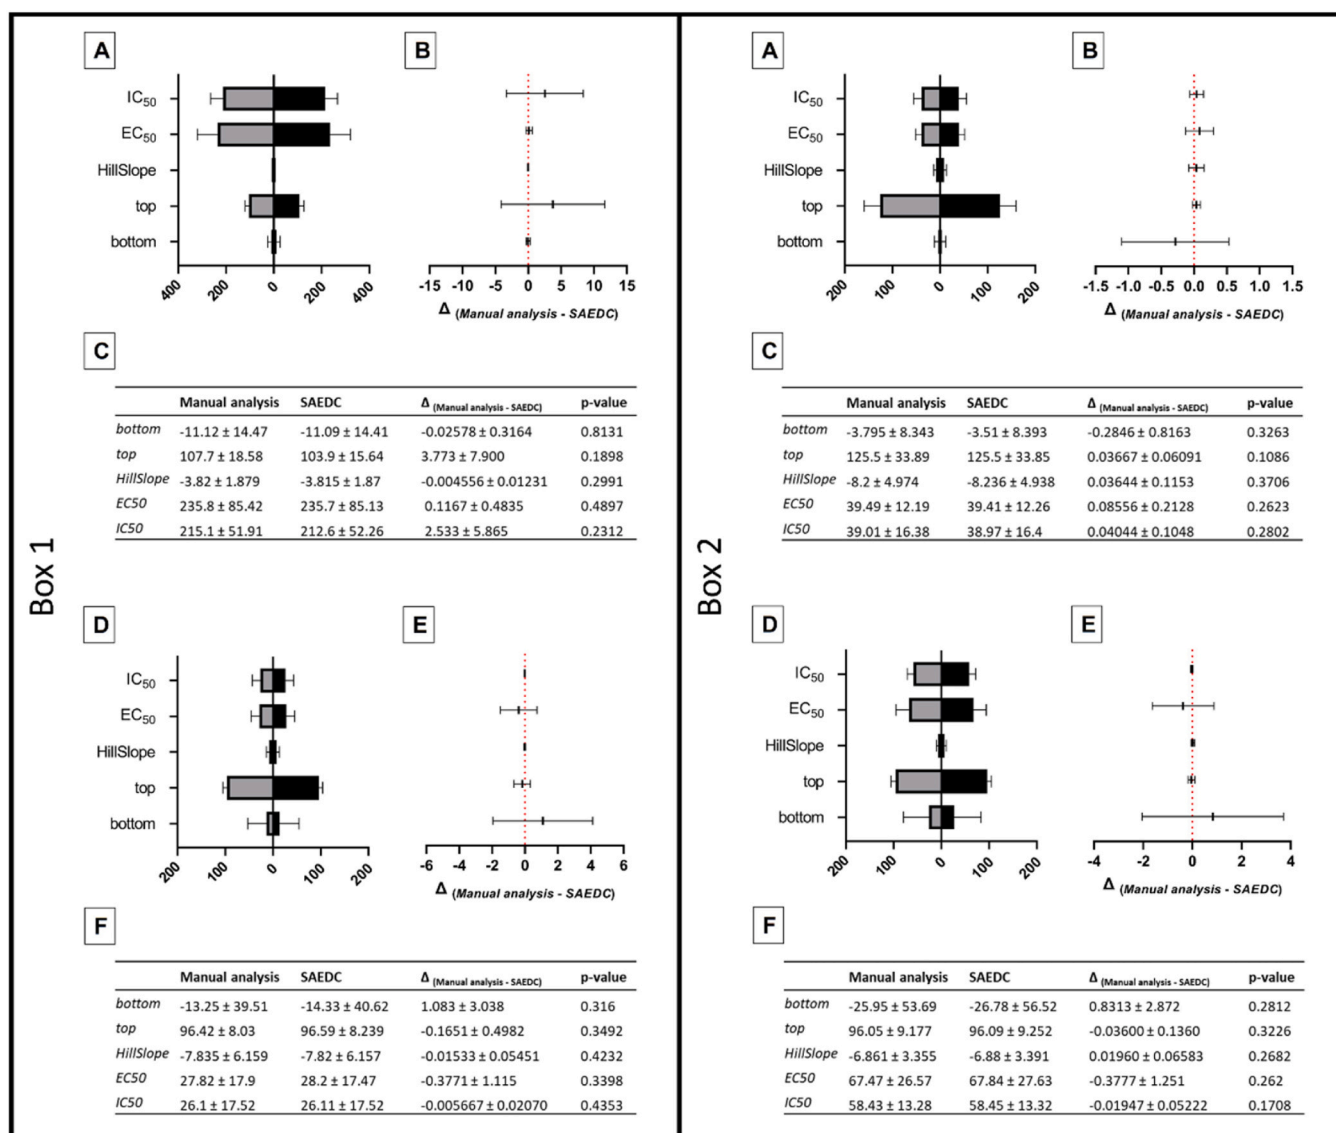 Box 1
A
B
IC50
EC50
HillSlope
top
bottom
400 200 0 200 400
-15 -10 -5 0 5 10 15
Δ (Manual analysis - SAEDC)
C
Manual analysis SAEDC Δ (Manual analysis - SAEDC) p-value
bottom -11.12 ± 14.47 -11.09 ± 14.41 -0.02578 ± 0.3164 0.8131
top 107.7 ± 18.58 103.9 ± 15.64 3.773 ± 7.900 0.1898
HillSlope -3.82 ± 1.879 -3.815 ± 1.87 -0.004556 ± 0.01231 0.2991
EC50 235.8 ± 85.42 235.7 ± 85.13 0.1167 ± 0.4835 0.4897
IC50 215.1 ± 51.91 212.6 ± 52.26 2.533 ± 5.865 0.2312
D
E
IC50
EC50
HillSlope
top
bottom
200 100 0 100 200
-6 -4 -2 0 2 4 6
Δ (Manual analysis - SAEDC)
F
Manual analysis SAEDC Δ (Manual analysis - SAEDC) p-value
bottom -13.25 ± 39.51 -14.33 ± 40.62 1.083 ± 3.038 0.316
top 96.42 ± 8.03 96.59 ± 8.239 -0.1651 ± 0.4982 0.3492
HillSlope -7.835 ± 6.159 -7.82 ± 6.157 -0.01533 ± 0.05451 0.4232
EC50 27.82 ± 17.9 28.2 ± 17.47 -0.3771 ± 1.115 0.3398
IC50 26.1 ± 17.52 26.11 ± 17.52 -0.005667 ± 0.02070 0.4353
Box 2
A
B
IC50
EC50
HillSlope
top
bottom
200 100 0 100 200
-1.5 -1.0 -0.5 0.0 0.5 1.0 1.5
Δ (Manual analysis - SAEDC)
C
Manual analysis SAEDC Δ (Manual analysis - SAEDC) p-value
bottom -3.795 ± 8.343 -3.51 ± 8.393 -0.2846 ± 0.8163 0.3263
top 125.5 ± 33.89 125.5 ± 33.85 0.03667 ± 0.06091 0.1086
HillSlope -8.2 ± 4.974 -8.236 ± 4.938 0.03644 ± 0.1153 0.3706
EC50 39.49 ± 12.19 39.41 ± 12.26 0.08556 ± 0.2128 0.2623
IC50 39.01 ± 16.38 38.97 ± 16.4 0.04044 ± 0.1048 0.2802
D
E
IC50
EC50
HillSlope
top
bottom
200 100 0 100 200
-4 -2 0 2 4
Δ (Manual analysis - SAEDC)
F
Manual analysis SAEDC Δ (Manual analysis - SAEDC) p-value
bottom -25.95 ± 53.69 -26.78 ± 56.52 0.8313 ± 2.872 0.2812
top 96.05 ± 9.177 96.09 ± 9.252 -0.03600 ± 0.1360 0.3226
HillSlope -6.861 ± 3.355 -6.88 ± 3.391 0.01960 ± 0.06583 0.2682
EC50 67.47 ± 26.57 67.84 ± 27.63 -0.3777 ± 1.251 0.262
IC50 58.43 ± 13.28 58.45 ± 13.32 -0.01947 ± 0.05222 0.1708